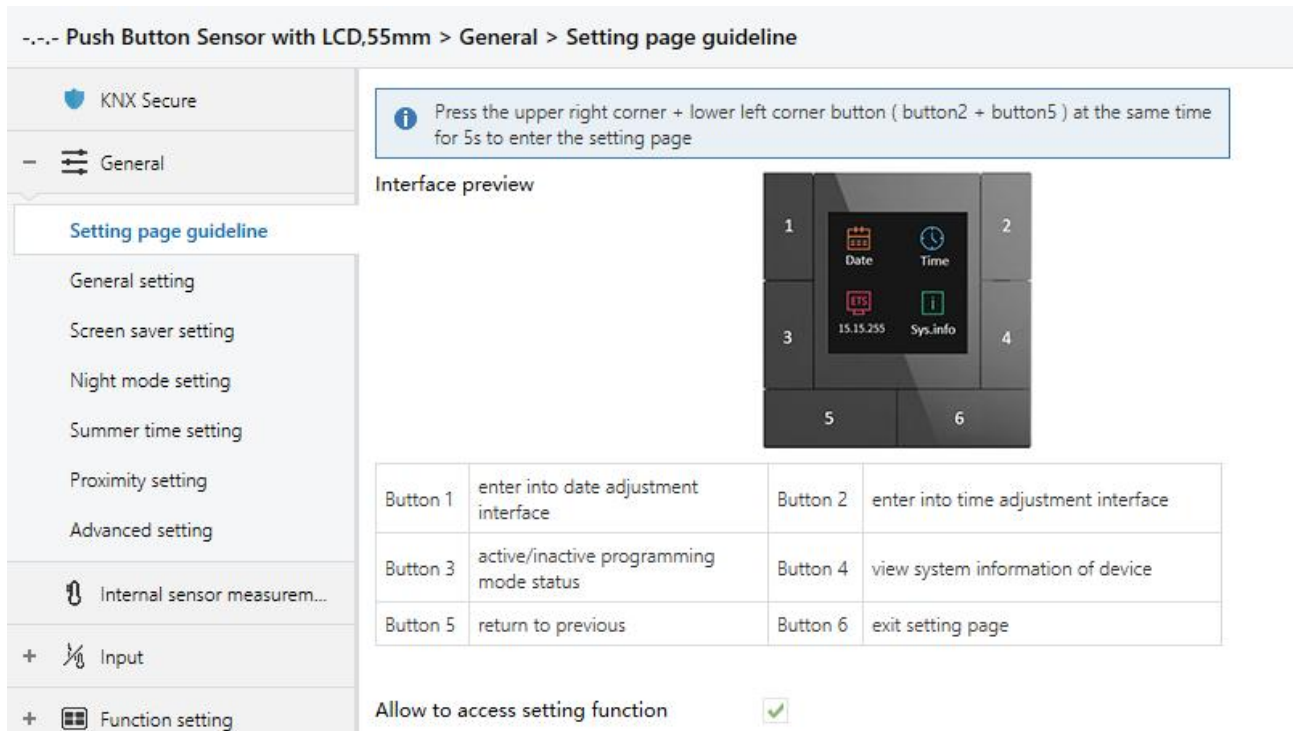 -.-.- Push Button Sensor with LCD,55mm > General > Setting page guideline
KNX Secure
General
Setting page guideline
General setting
Screen saver setting
Night mode setting
Summer time setting
Proximity setting
Advanced setting
Internal sensor measurem...
Input
Function setting
Press the upper right corner + lower left corner button ( button2 + button5 ) at the same time
for 5s to enter the setting page
Interface preview
1
2
Date
Time
ETS
15.15.255
Sys.info
3
4
5
6
Button 1
enter into date adjustment
interface
Button 2
enter into time adjustment interface
Button 3
active/inactive programming
mode status
Button 4
view system information of device
Button 5
return to previous
Button 6
exit setting page
Allow to access setting function